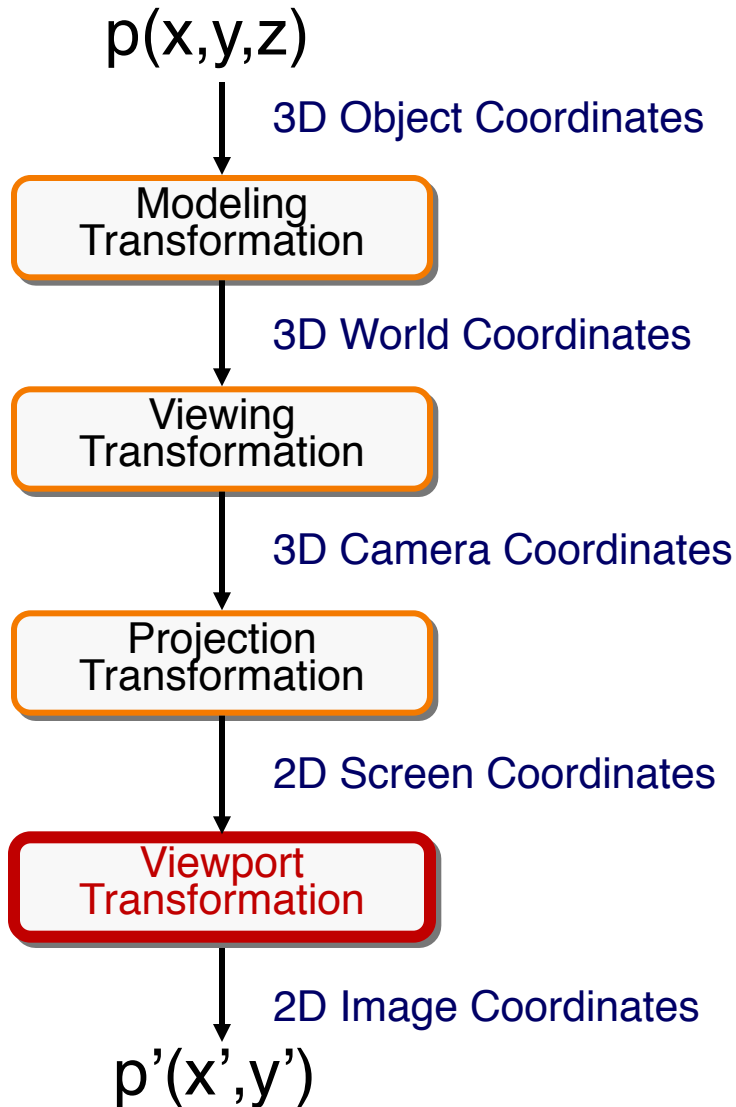 p(x,y,z)
3D Object Coordinates
Modeling
Transformation
3D World Coordinates
Viewing
Transformation
3D Camera Coordinates
Projection
Transformation
2D Screen Coordinates
Viewport
Transformation
2D Image Coordinates
p’(x’,y’)